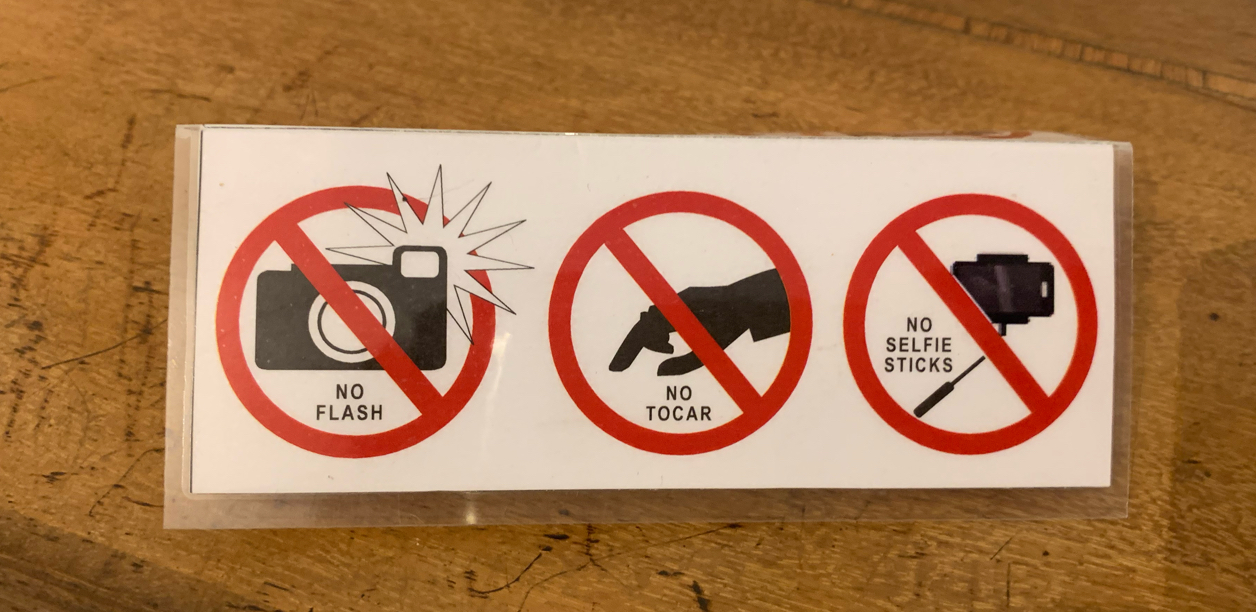 NO
FLASH
NO
TOCAR
NO
SELFIE
STICKS